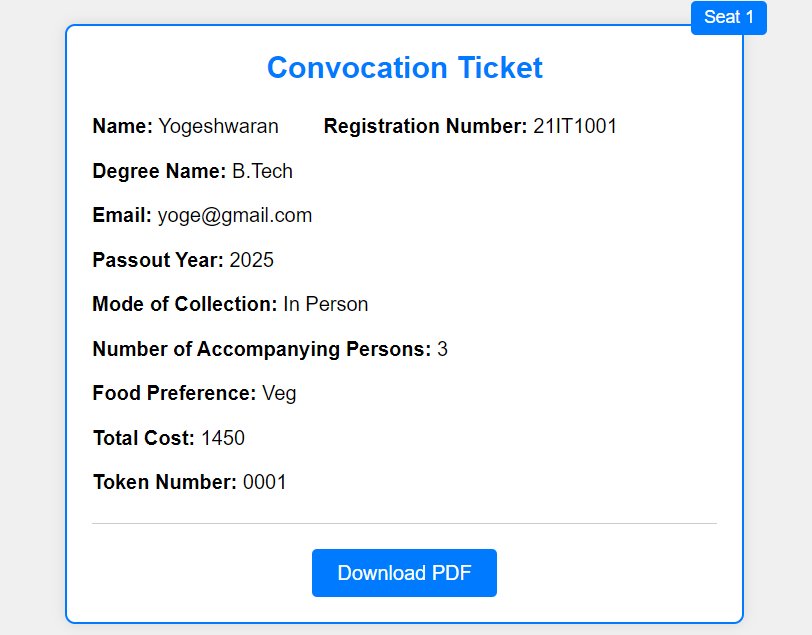 Seat 1
Convocation Ticket
Name: Yogeshwaran Registration Number: 21IT1001
Degree Name: B.Tech
Email: yoge@gmail.com
Passout Year: 2025
Mode of Collection: In Person
Number of Accompanying Persons: 3
Food Preference: Veg
Total Cost: 1450
Token Number: 0001
Download PDF